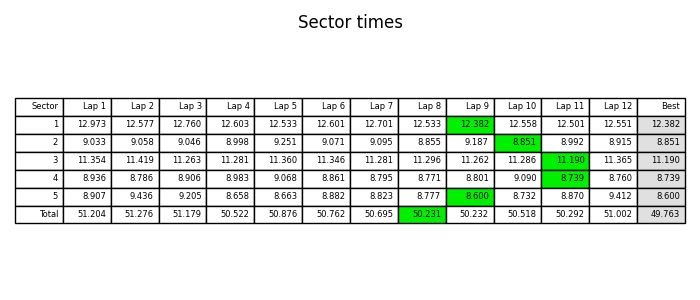 Sector times
Sector Lap 1 Lap 2 Lap 3 Lap 4 Lap 5 Lap 6 Lap 7 Lap 8 Lap 9 Lap 10 Lap 11 Lap 12 Best
1 12.973 12.577 12.760 12.603 12.533 12.601 12.701 12.533 12.382 12.558 12.501 12.551 12.382
2 9.033 9.058 9.046 8.998 9.251 9.071 9.095 8.855 9.187 8.851 8.992 8.915 8.851
3 11.354 11.419 11.263 11.281 11.360 11.346 11.281 11.296 11.262 11.286 11.190 11.365 11.190
4 8.936 8.786 8.906 8.983 9.068 8.861 8.795 8.771 8.801 9.090 8.739 8.760 8.739
5 8.907 9.436 9.205 8.658 8.663 8.882 8.823 8.777 8.600 8.732 8.870 9.412 8.600
Total 51.204 51.276 51.179 50.522 50.876 50.762 50.695 50.231 50.232 50.518 50.292 51.002 49.763